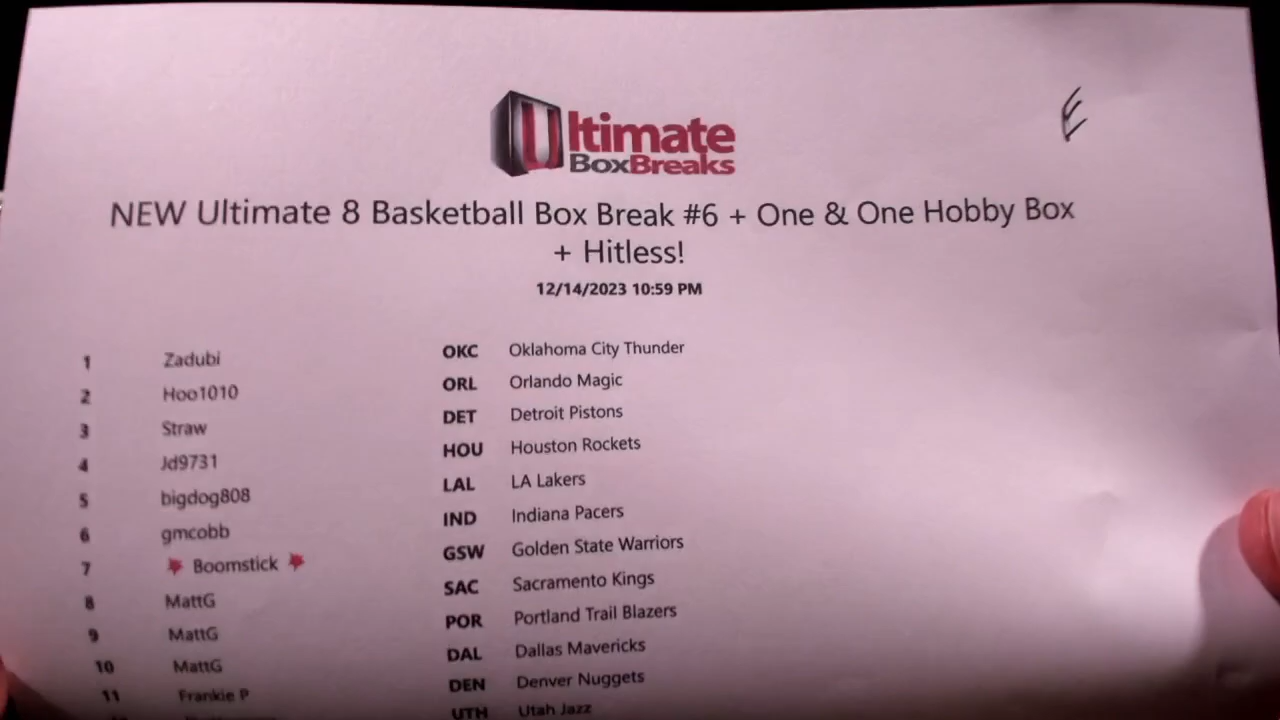 Ultimate
BoxBreaks
E
NEW Ultimate 8 Basketball Box Break #6 + One & One Hobby Box
+ Hitless!
12/14/2023 10:59 PM
1 Zadubi OKC Oklahoma City Thunder
2 Hoo1010 ORL Orlando Magic
3 Straw DET Detroit Pistons
4 Jd9731 HOU Houston Rockets
5 bigdog808 LAL LA Lakers
6 gmcobb IND Indiana Pacers
7 Boomstick GSW Golden State Warriors
8 MattG SAC Sacramento Kings
9 MattG POR Portland Trail Blazers
10 MattG DAL Dallas Mavericks
11 Frankie P DEN Denver Nuggets
UTH Utah Jazz